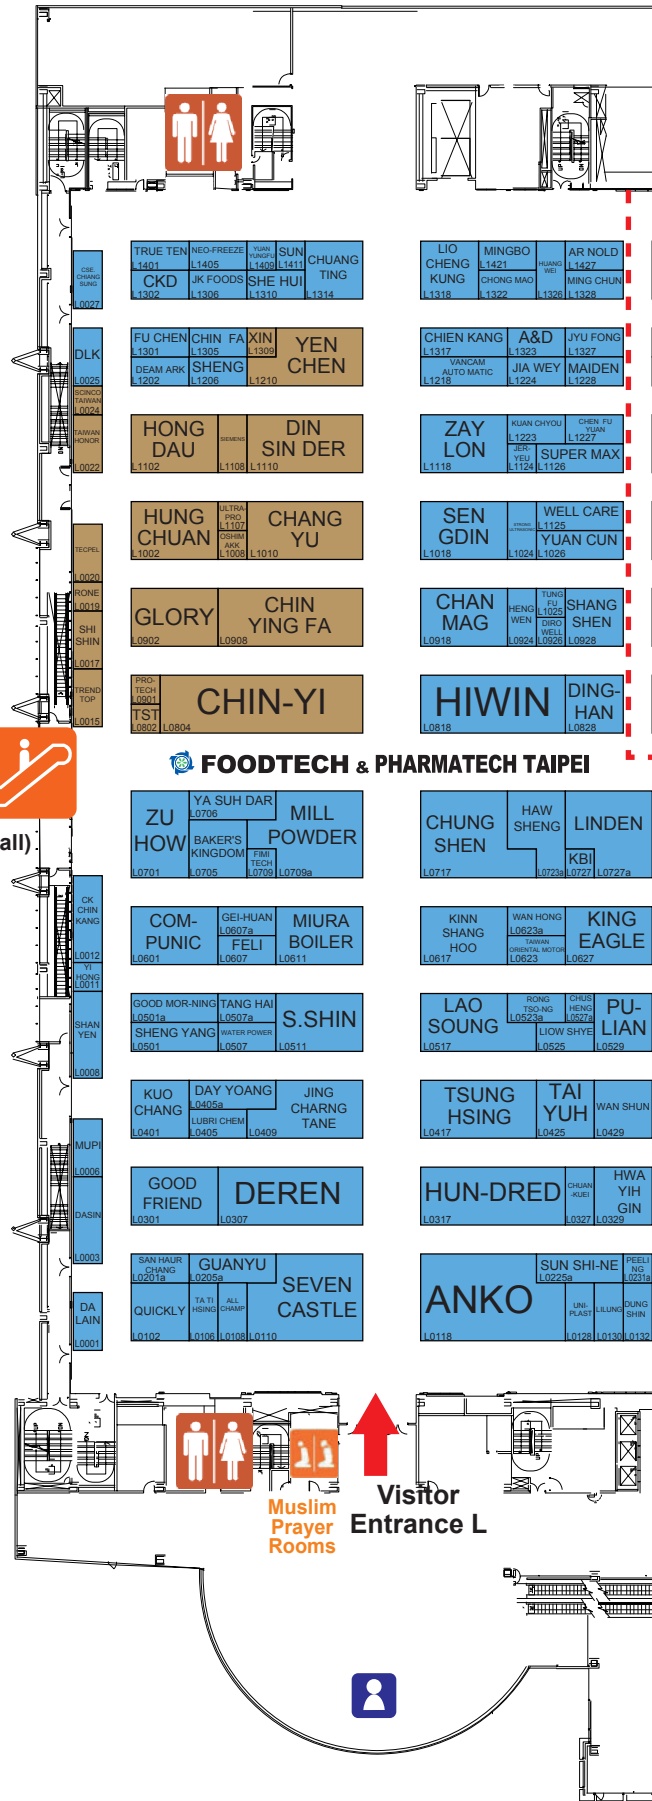 TRUE TEN
L1401
NEO-FREEZE
L1405
YUAN
YUNGFU
L1409
SUN
L1411
CHUANG
TING
L1314
CKD
L1302
JK FOODS
L1306
SHE HUI
L1310
LIO
CHENG
KUNG
L1318
MINGBO
L1421
CHONG MAO
L1322
HUANG
WEI
L1326
AR NOLD
L1427
MING CHUN
L1328
CSE.
CHIANG
SUNG
L0027
FU CHEN
L1301
CHIN FA
L1305
XIN
L1309
YEN
CHEN
L1210
DEAM ARK
L1202
SHENG
L1206
CHIEN KANG
L1317
A&D
L1323
JYU FONG
L1327
VANCAM
AUTO MATIC
L1218
JIA WEY
L1224
MAIDEN
L1228
DLK
L0025
SCINCO
TAIWAN
L0024
TAIWAN
HONOR
L0022
HONG
DAU
L1102
SIEMENS
L1108
DIN
SIN DER
L1110
ZAY
LON
L1118
KUAN CHYOU
L1223
CHEN FU
YUAN
L1227
JER-
YEU
L1124
SUPER MAX
L1126
HUNG
CHUAN
L1002
ULTRA-
PRO
L1107
OSHIM
AKK
L1008
CHANG
YU
L1010
SEN
GDIN
L1018
L1024
WELL CARE
L1125
YUAN CUN
L1026
TECPEL
L0020
RONE
L0019
SHI
SHIN
L0017
TREND
TOP
L0015
GLORY
L0902
CHIN
YING FA
L0908
CHAN
MAG
L0918
HENG
WEN
L0924
TUNG
FU
L1025
DIRO
WELL
L0926
SHANG
SHEN
L0928
PRO-
TECH
L0901
TST
L0802
CHIN-YI
L0804
HIWIN
L0818
DING-
HAN
L0828
FOODTECH & PHARMATECH TAIPEI
all)
ZU
HOW
L0701
YA SUH DAR
L0706
BAKER'S
KINGDOM
L0705
FIMI
TECH
L0709
MILL
POWDER
L0709a
CHUNG
SHEN
L0717
HAW
SHENG
L0723a
KBI
L0727
LINDEN
L0727a
CK
CHIN
KANG
L0012
YI
HONG
L0011
SHAN
YEN
L0008
COM-
PUNIC
L0601
GEI-HUAN
L0607a
FELI
L0607
MIURA
BOILER
L0611
KINN
SHANG
HOO
L0617
WAN HONG
L0623a
TAIWAN
ORIENTAL MOTOR
L0623
KING
EAGLE
L0627
GOOD MOR-NING
L0501a
TANG HAI
L0507a
SHENG YANG
L0501
WATER POWER
L0507
S.SHIN
L0511
LAO
SOUNG
L0517
RONG
TSO-NG
L0523a
CHUS
HENG
L0527a
LIOW SHYE
L0525
PU-
LIAN
L0529
KUO
CHANG
L0401
DAY YOANG
L0405a
LUBRI CHEM
L0405
JING
CHARNG
TANE
L0409
TSUNG
HSING
L0417
TAI
YUH
L0425
WAN SHUN
L0429
MUPI
L0006
DASIN
L0003
GOOD
FRIEND
L0301
DEREN
L0307
HUN-DRED
L0317
CHUAN
-KUEI
L0327
HWA
YIH
GIN
L0329
SAN HAUR
CHANG
L0201a
GUANYU
L0205a
SEVEN
CASTLE
L0110
QUICKLY
L0102
TA TI
HSING
L0106
ALL
CHAMP
L0108
ANKO
L0118
SUN SHI-NE
L0225a
PEELI
NG
L0231a
UNI-
PLAST
L0128
LILUNG
L0130
DUNG
SHIN
L0132
DA
LAIN
L0001
Muslim
Prayer
Rooms
Visitor
Entrance L